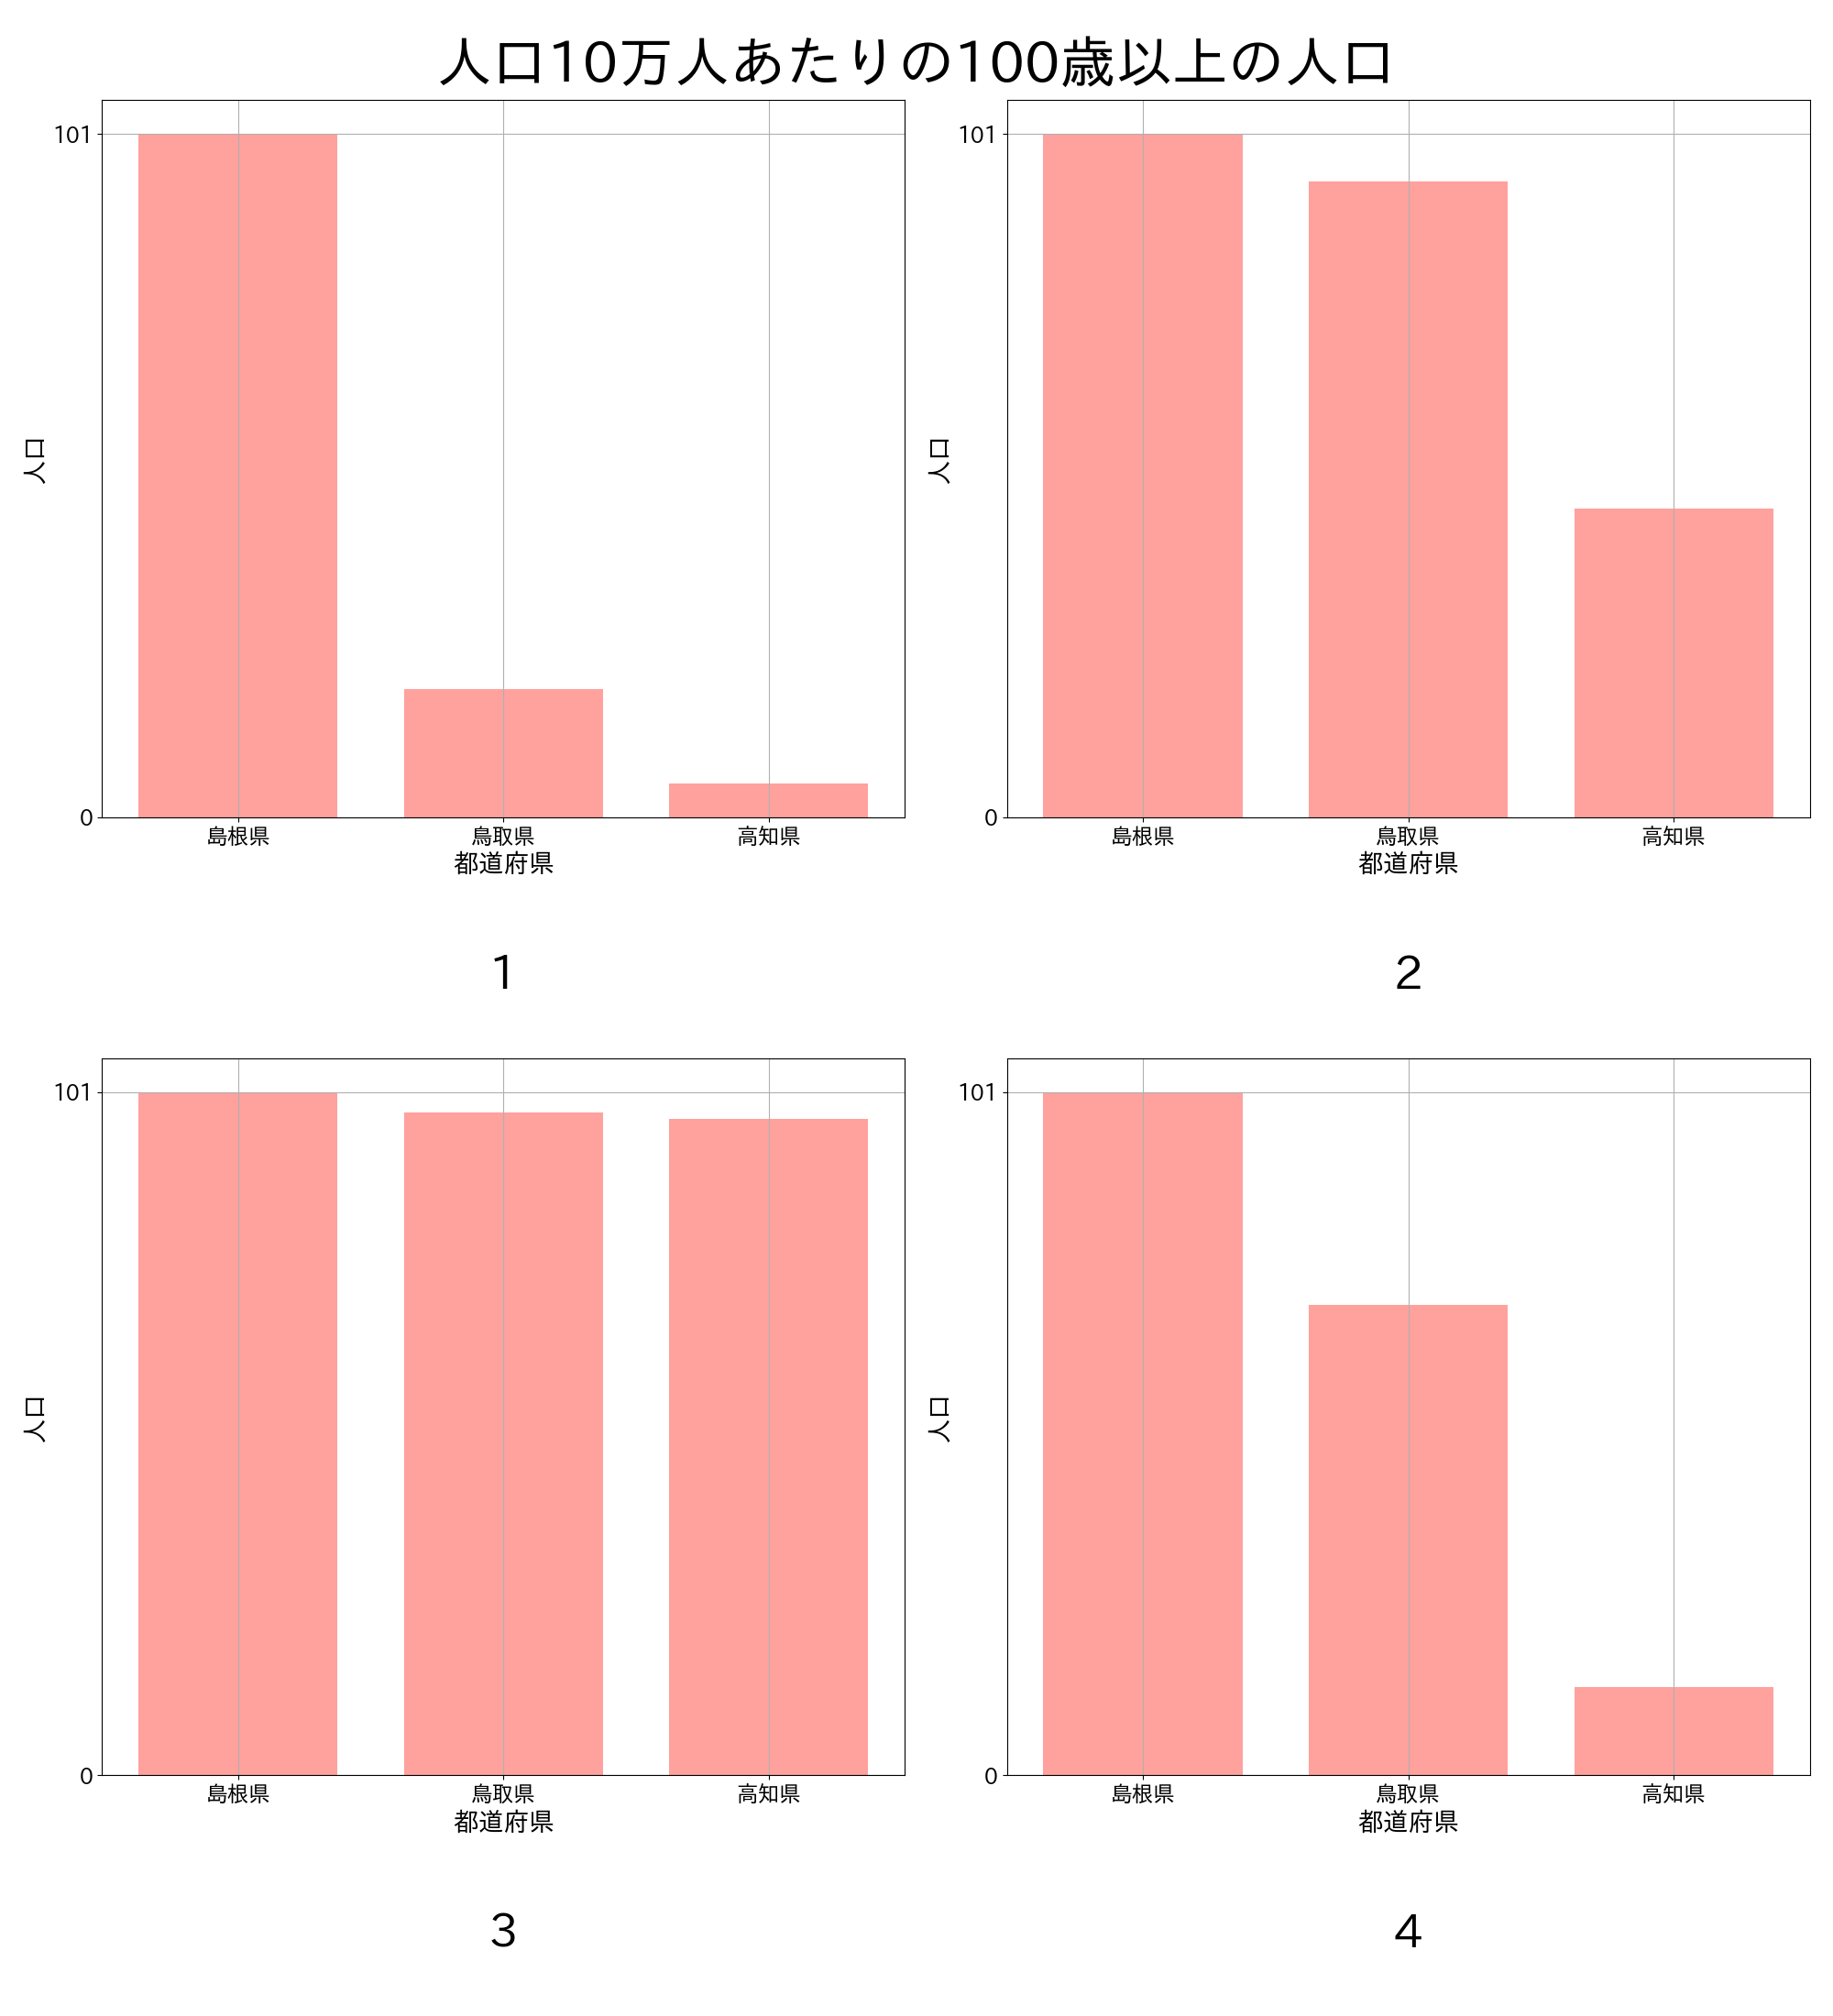 人口10万人あたりの100歳以上の人口
101
0
人口
島根県 鳥取県 高知県
都道府県
1
101
0
人口
島根県 鳥取県 高知県
都道府県
2
101
0
人口
島根県 鳥取県 高知県
都道府県
3
101
0
人口
島根県 鳥取県 高知県
都道府県
4